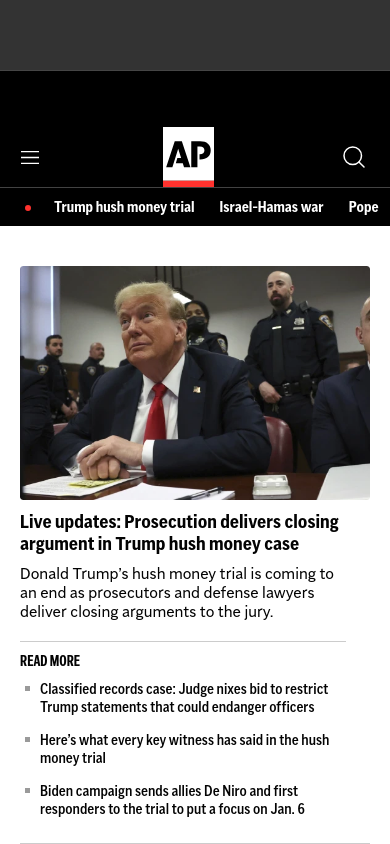 AP
Trump hush money trial Israel-Hamas war Pope
Live updates: Prosecution delivers closing
argument in Trump hush money case
Donald Trump’s hush money trial is coming to
an end as prosecutors and defense lawyers
deliver closing arguments to the jury.
READ MORE
Classified records case: Judge nixes bid to restrict
Trump statements that could endanger officers
Here’s what every key witness has said in the hush
money trial
Biden campaign sends allies De Niro and first
responders to the trial to put a focus on Jan. 6